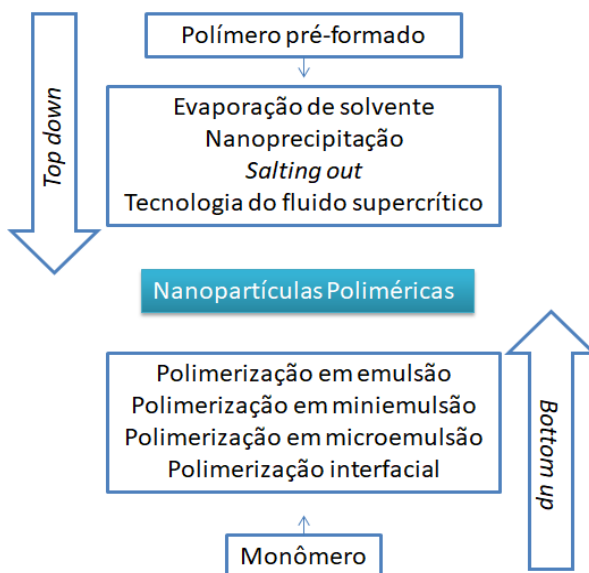 Polímero pré-formado
Top down
Evaporação de solvente
Nanoprecipitação
Salting out
Tecnologia do fluido supercrítico
Nanopartículas Poliméricas
Polimerização em emulsão
Polimerização em miniemulsão
Polimerização em microemulsão
Polimerização interfacial
Bottom up
Monômero